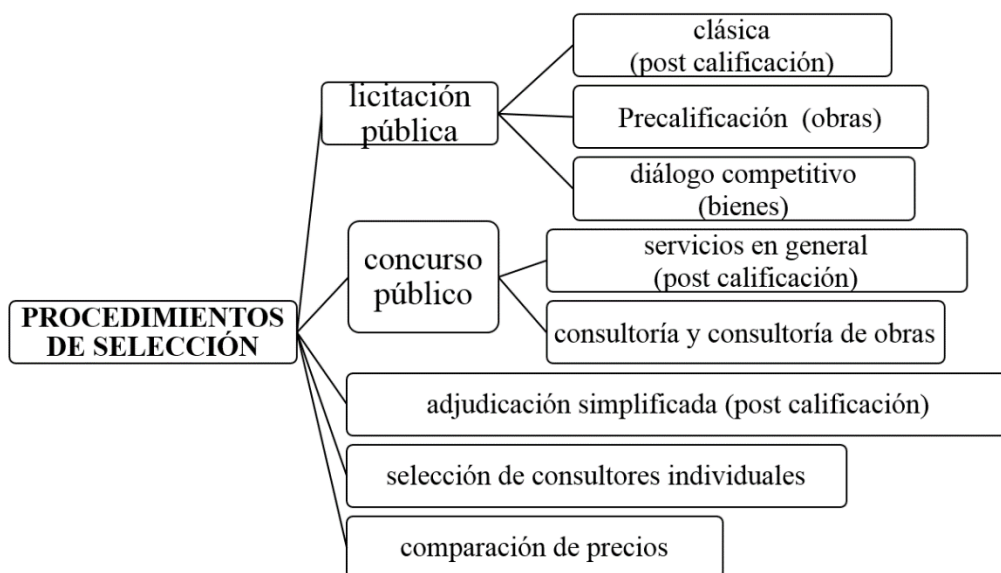 PROCEDIMIENTOS
DE SELECCIÓN
licitación
pública
clásica
(post calificación)
Precalificación (obras)
diálogo competitivo
(bienes)
concurso
público
servicios en general
(post calificación)
consultoría y consultoría de obras
adjudicación simplificada (post calificación)
selección de consultores individuales
comparación de precios